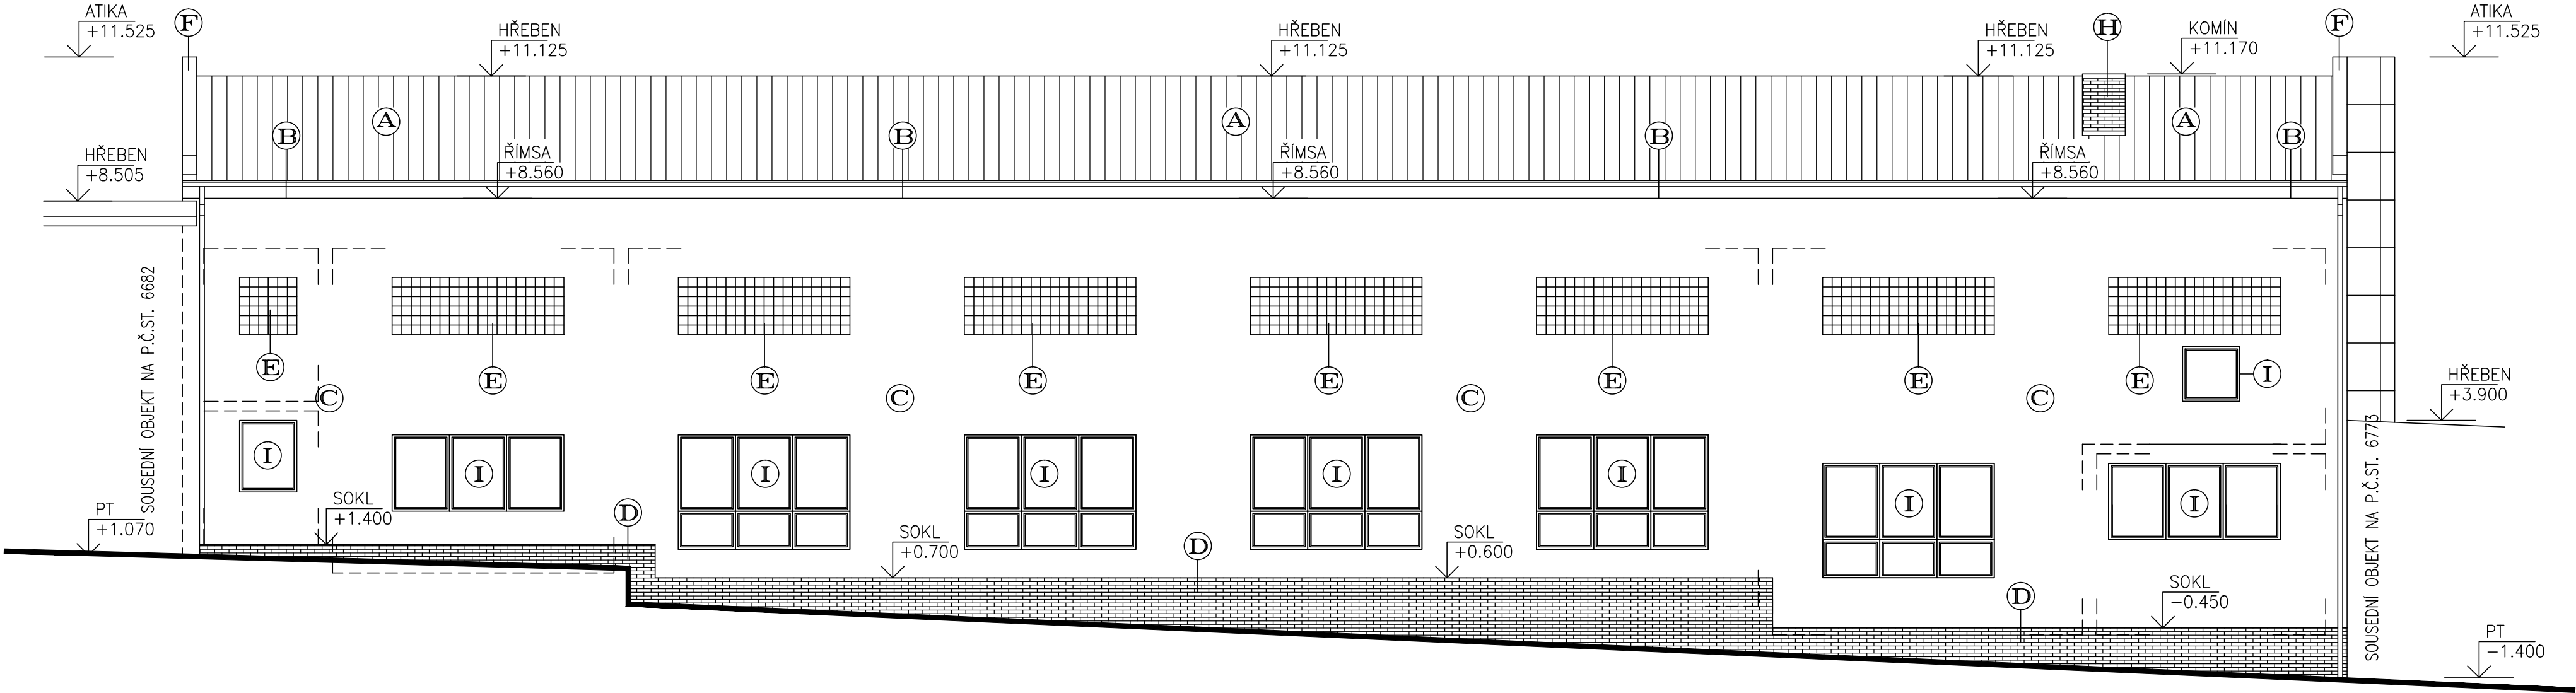 ATIKA
+11.525
F
HŘEBEN
+11.125
HŘEBEN
+11.125
HŘEBEN
+11.125
H
KOMÍN
+11.170
F
ATIKA
+11.525
A
A
A
B
B
B
B
HŘEBEN
+8.505
ŘÍMSA
+8.560
ŘÍMSA
+8.560
ŘÍMSA
+8.560
SOUSEDNÍ OBJEKT NA P.Č.ST. 6682
E
E
E
E
E
E
E
E
I
C
C
C
C
HŘEBEN
+3.900
I
I
I
I
I
I
I
I
SOKL
+1.400
D
PT
+1.070
SOKL
+0.700
D
SOKL
+0.600
D
SOKL
-0.450
SOUSEDNÍ OBJEKT NA P.Č.ST. 6773
PT
-1.400